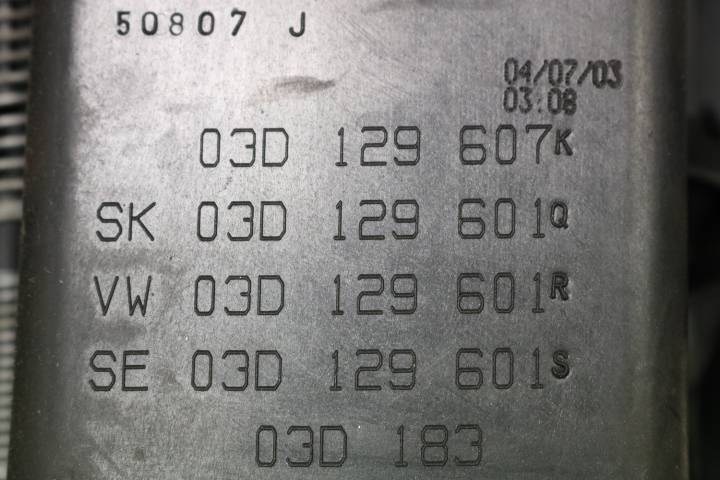 50807 J
04/07/03
03:08
03D 129 607K
SK 03D 129 601Q
VW 03D 129 601R
SE 03D 129 601S
03D 183